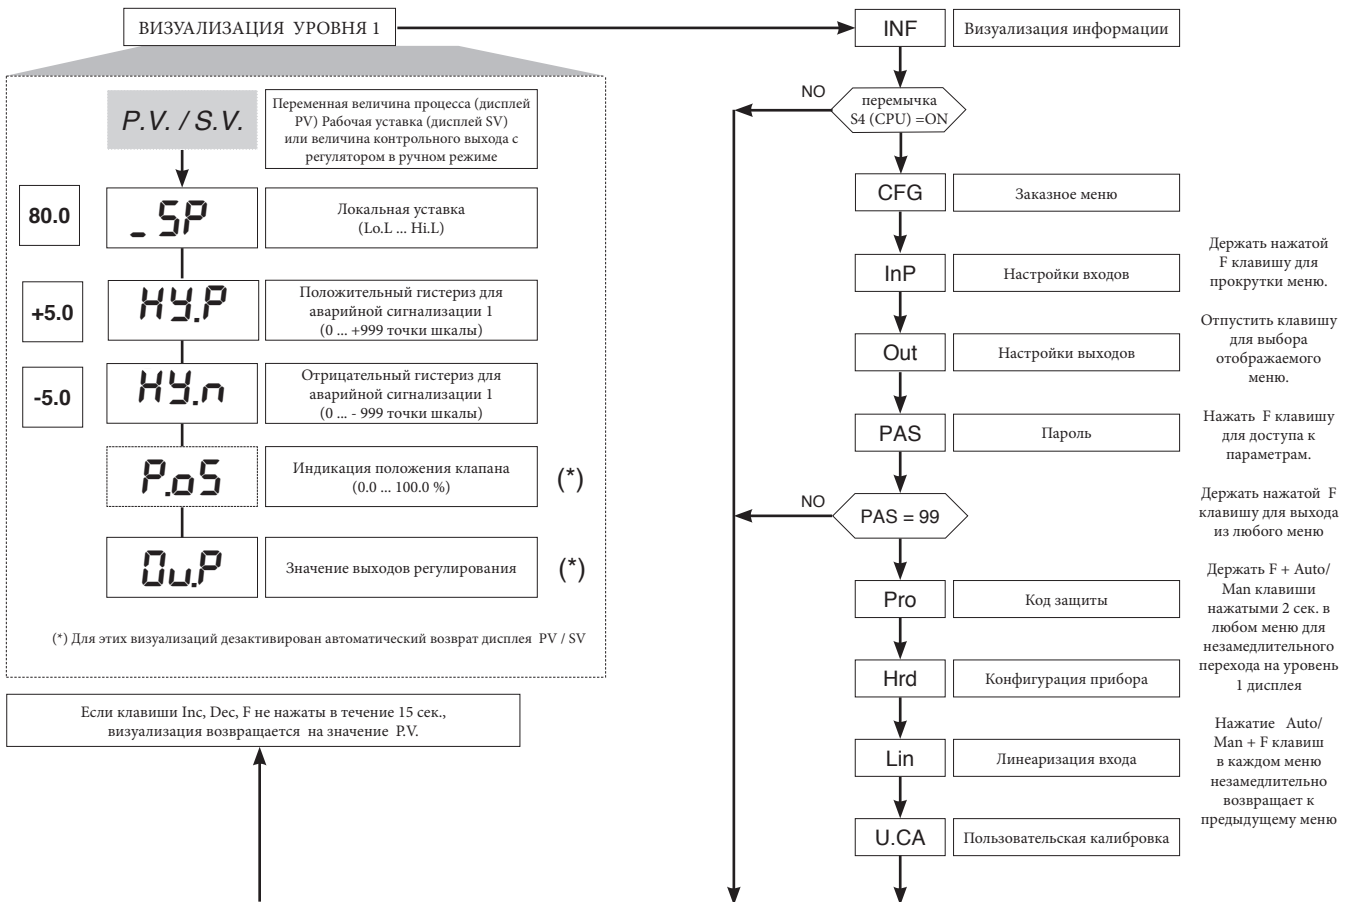 ВИЗУАЛИЗАЦИЯ УРОВНЯ 1
P.V. / S.V.
Переменная величина процесса (дисплей
PV) Рабочая уставка (дисплей SV)
или величина контрольного выхода с
регулятором в ручном режиме
80.0
_ SP
Локальная уставка
(Lo.L ... Hi.L)
+5.0
HY.P
Положительный гистериз для
аварийной сигнализации 1
(0 ... +999 точки шкалы)
-5.0
HY.n
Отрицательный гистериз для
аварийной сигнализации 1
(0 ... - 999 точки шкалы)
P.oS
Индикация положения клапана
(0.0 ... 100.0 %)
(*)
Ou.P
Значение выходов регулирования
(*)
(*) Для этих визуализаций дезактивирован автоматический возврат дисплея PV / SV
Если клавиши Inc, Dec, F не нажаты в течение 15 сек.,
визуализация возвращается на значение P.V.
INF
Визуализация информации
NO
перемычка
S4 (CPU) =ON
CFG
Заказное меню
InP
Настройки входов
Out
Настройки выходов
PAS
Пароль
NO
PAS = 99
Pro
Код защиты
Hrd
Конфигурация прибора
Lin
Линеаризация входа
U.CA
Пользовательская калибровка
Держать нажатой
F клавишу для
прокрутки меню.
Отпустить клавишу
для выбора
отображаемого
меню.
Нажать F клавишу
для доступа к
параметрам.
Держать нажатой F
клавишу для выхода
из любого меню
Держать F + Auto/
Man клавиши
нажатыми 2 сек. в
любом меню для
незамедлительного
перехода на уровень
1 дисплея
Нажатие Auto/
Man + F клавиш
в каждом меню
незамедлительно
возвращает к
предыдущему меню